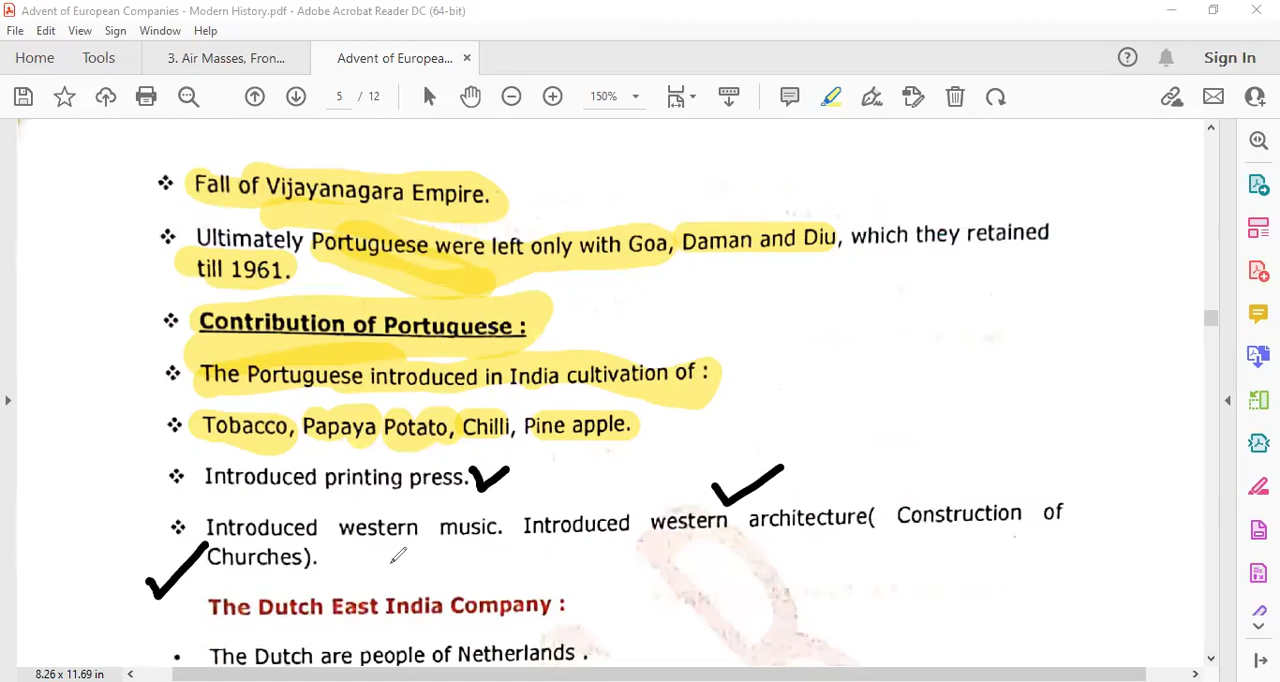 Advent of European Companies - Modern History.pdf - Adobe Acrobat Reader DC (64-bit)
File Edit View Sign Window Help
Home Tools 3. Air Masses, Fron... Advent of Europea... × Sign In
5 / 12 150%
❖ Fall of Vijayanagara Empire.
❖ Ultimately Portuguese were left only with Goa, Daman and Diu, which they retained
till 1961.
❖ Contribution of Portuguese :
❖ The Portuguese introduced in India cultivation of :
❖ Tobacco, Papaya Potato, Chilli, Pine apple.
❖ Introduced printing press.
❖ Introduced western music. Introduced western architecture( Construction of
Churches).
The Dutch East India Company :
• The Dutch are people of Netherlands .
8.26 x 11.69 in